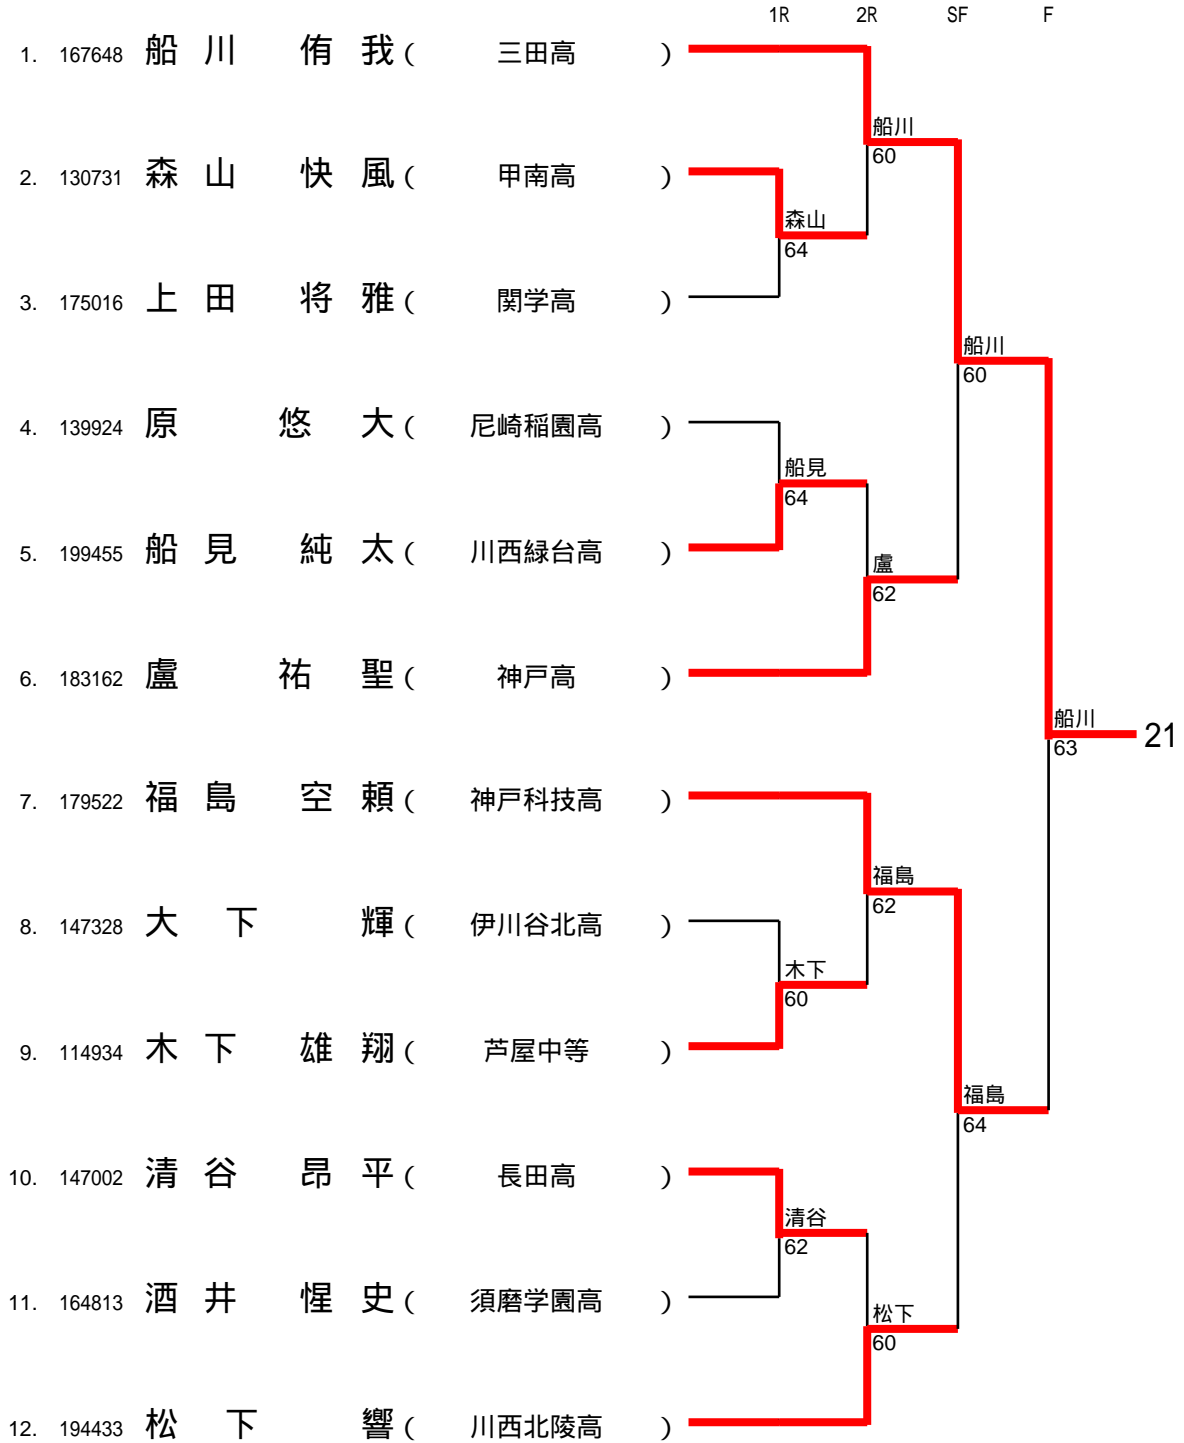 1R 2R SF F
1. 167648 船川 侑我 ( 三田高 )
船川
60
2. 130731 森山 快風 ( 甲南高 )
森山
64
3. 175016 上田 将雅 ( 関学高 )
船川
60
4. 139924 原 悠大 ( 尼崎稲園高 )
船見
64
5. 199455 船見 純太 ( 川西緑台高 )
盧
62
6. 183162 盧 祐聖 ( 神戸高 )
船川
63
21
7. 179522 福島 空頼 ( 神戸科技高 )
福島
62
8. 147328 大下 輝 ( 伊川谷北高 )
木下
60
9. 114934 木下 雄翔 ( 芦屋中等 )
福島
64
10. 147002 清谷 昂平 ( 長田高 )
清谷
62
11. 164813 酒井 惺史 ( 須磨学園高 )
松下
60
12. 194433 松下 響 ( 川西北陵高 )